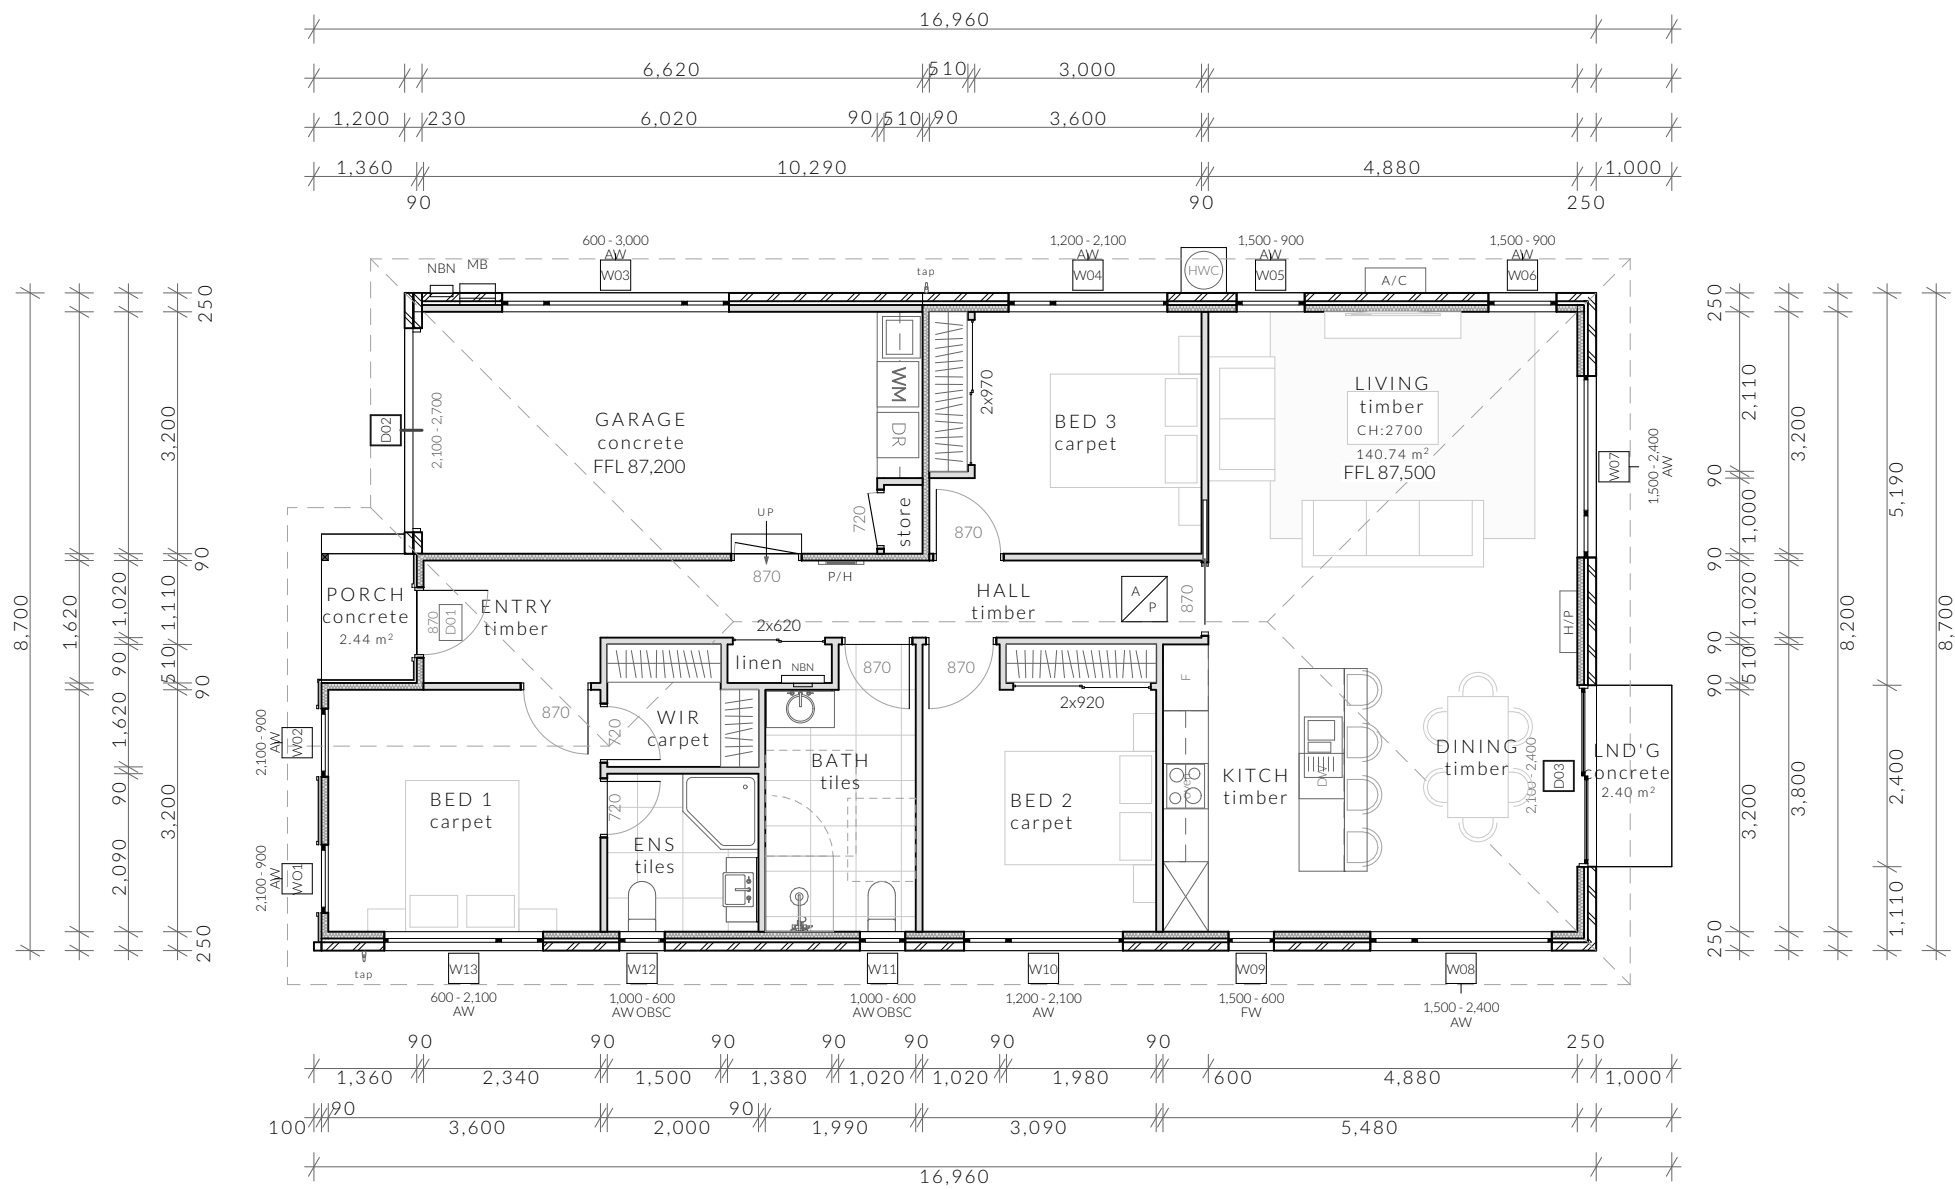 16,960
6,620
510
3,000
1,200
230
6,020
90
510
90
3,600
1,360
10,290
4,880
1,000
90
90
250
600 - 3,000
AW
W03
1,200 - 2,100
AW
W04
HWC
1,500 - 900
AW
W05
A/C
1,500 - 900
AW
W06
NBN
MB
tap
8,700
1,620
1,020
90
1,620
90
2,090
250
3,200
90
1,110
510
90
3,200
250
D02
2,100 - 2,700
GARAGE
concrete
FFL 87,200
WM
DR
720
store
UP
870
P/H
2x970
BED 3
carpet
870
LIVING
timber
CH:2700
140.74 m²
FFL 87,500
W07
1,500 - 2,400
AW
PORCH
concrete
2.44 m²
870
D01
ENTRY
timber
HALL
timber
A
P
870
H/P
2x620
linen
NBN
870
870
870
720
WIR
carpet
2x920
F
2,100 - 900
AW
W02
BED 1
carpet
2,100 - 900
AW
W01
720
ENS
tiles
BATH
tiles
BED 2
carpet
KITCH
timber
DW
DINING
timber
2,100 - 2,400
D03
LND'G
concrete
2.40 m²
250
2,110
90
1,000
90
1,020
90
510
90
3,200
250
3,200
3,800
8,200
5,190
2,400
1,110
8,700
tap
W13
600 - 2,100
AW
W12
1,000 - 600
AW OBSC
W11
1,000 - 600
AW OBSC
W10
1,200 - 2,100
AW
W09
1,500 - 600
FW
W08
1,500 - 2,400
AW
90
90
90
90
90
90
90
250
1,360
2,340
1,500
1,380
1,020
1,020
1,980
600
4,880
1,000
100
90
3,600
2,000
90
1,990
3,090
5,480
16,960